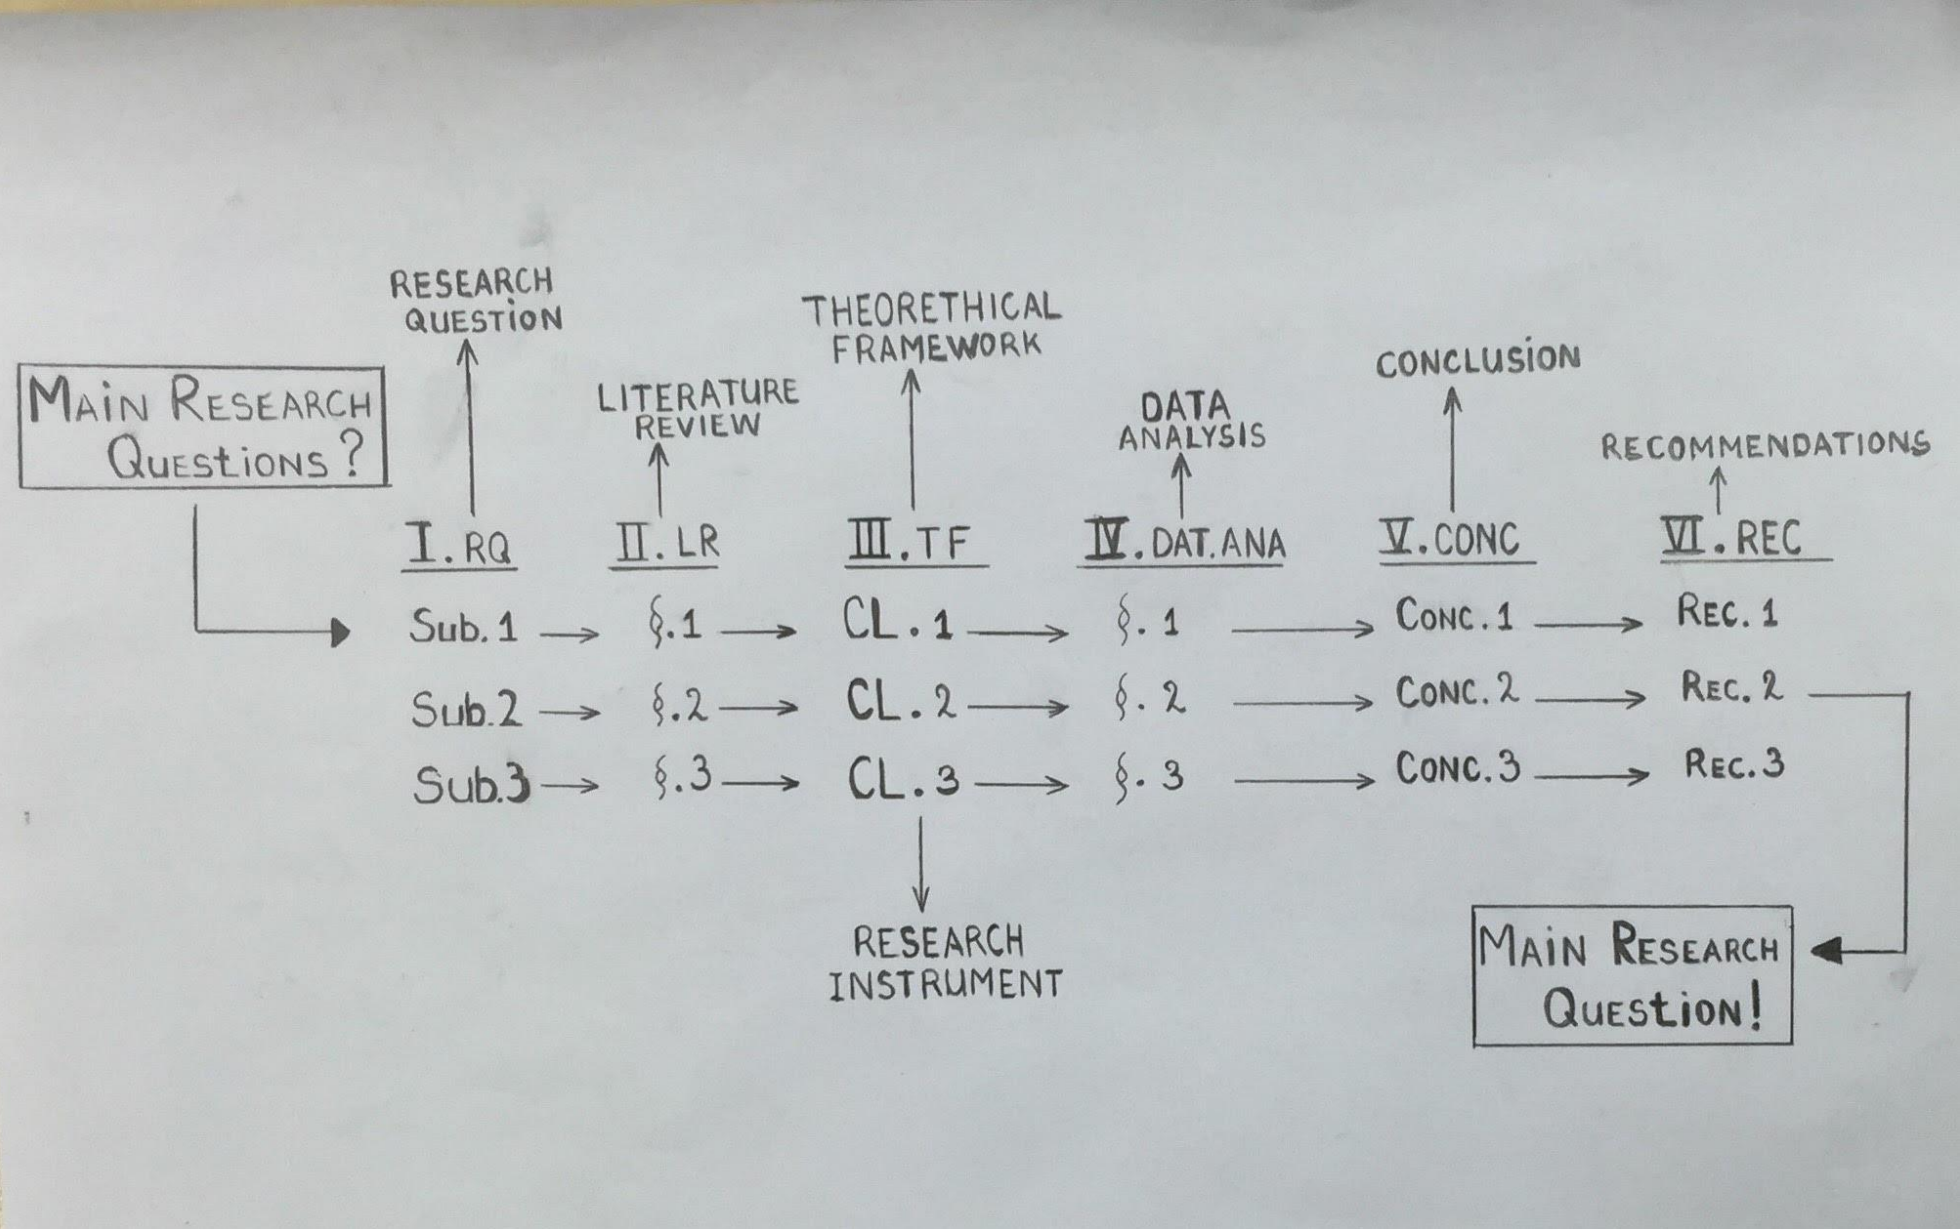 RESEARCH
QUESTION
THEORETHICAL
FRAMEWORK
CONCLUSION
MAIN RESEARCH
QUESTIONS?
LITERATURE
REVIEW
DATA
ANALYSIS
RECOMMENDATIONS
I. RQ II. LR III. TF IV. DAT. ANA V. CONC VI. REC
Sub. 1 → §. 1 → CL. 1 → §. 1 → CONC. 1 → REC. 1
Sub. 2 → §. 2 → CL. 2 → §. 2 → CONC. 2 → REC. 2
Sub. 3 → §. 3 → CL. 3 → §. 3 → CONC. 3 → REC. 3
RESEARCH
INSTRUMENT
MAIN RESEARCH
QUESTION!